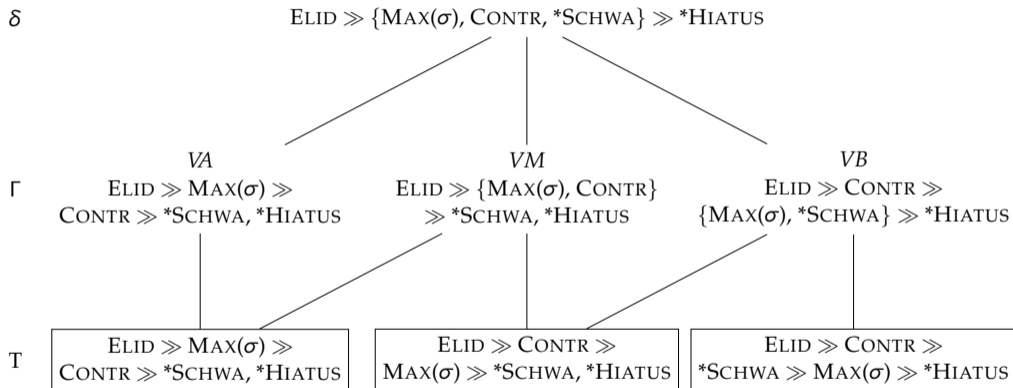 δ ELID ≫ {MAX(σ), CONTR, *SCHWA} ≫ *HIATUS
VA VM VB
Γ
ELID ≫ MAX(σ) ≫
CONTR ≫ *SCHWA, *HIATUS
ELID ≫ {MAX(σ), CONTR}
≫ *SCHWA, *HIATUS
ELID ≫ CONTR ≫
{MAX(σ), *SCHWA} ≫ *HIATUS
T
ELID ≫ MAX(σ) ≫
CONTR ≫ *SCHWA, *HIATUS
ELID ≫ CONTR ≫
MAX(σ) ≫ *SCHWA, *HIATUS
ELID ≫ CONTR ≫
*SCHWA ≫ MAX(σ) ≫ *HIATUS